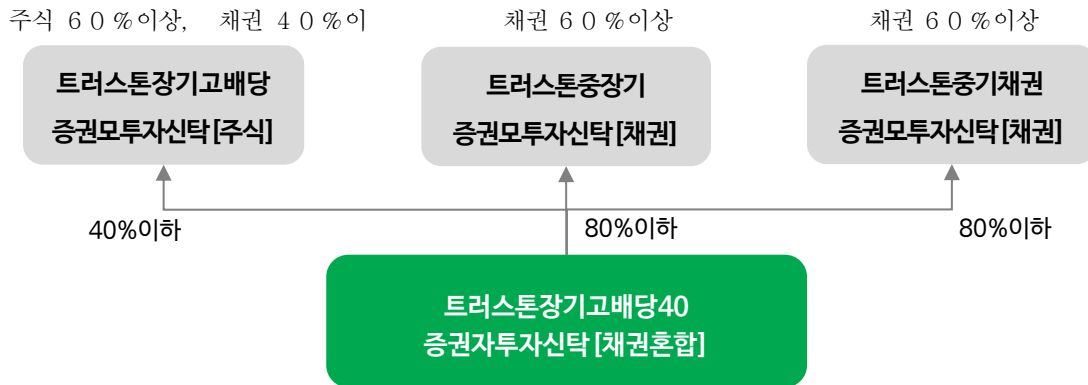 주식 60%이상, 채권 40%이
채권 60%이상
채권 60%이상
트러스톤장기고배당
증권모투자신탁[주식]
트러스톤중장기
증권모투자신탁[채권]
트러스톤중기채권
증권모투자신탁[채권]
40%이하
80%이하
80%이하
트러스톤장기고배당40
증권자투자신탁[채권혼합]